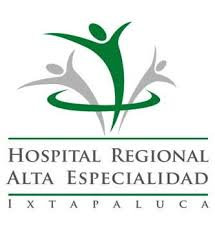 HOSPITAL REGIONAL
ALTA ESPECIALIDAD
IXTAPALUCA